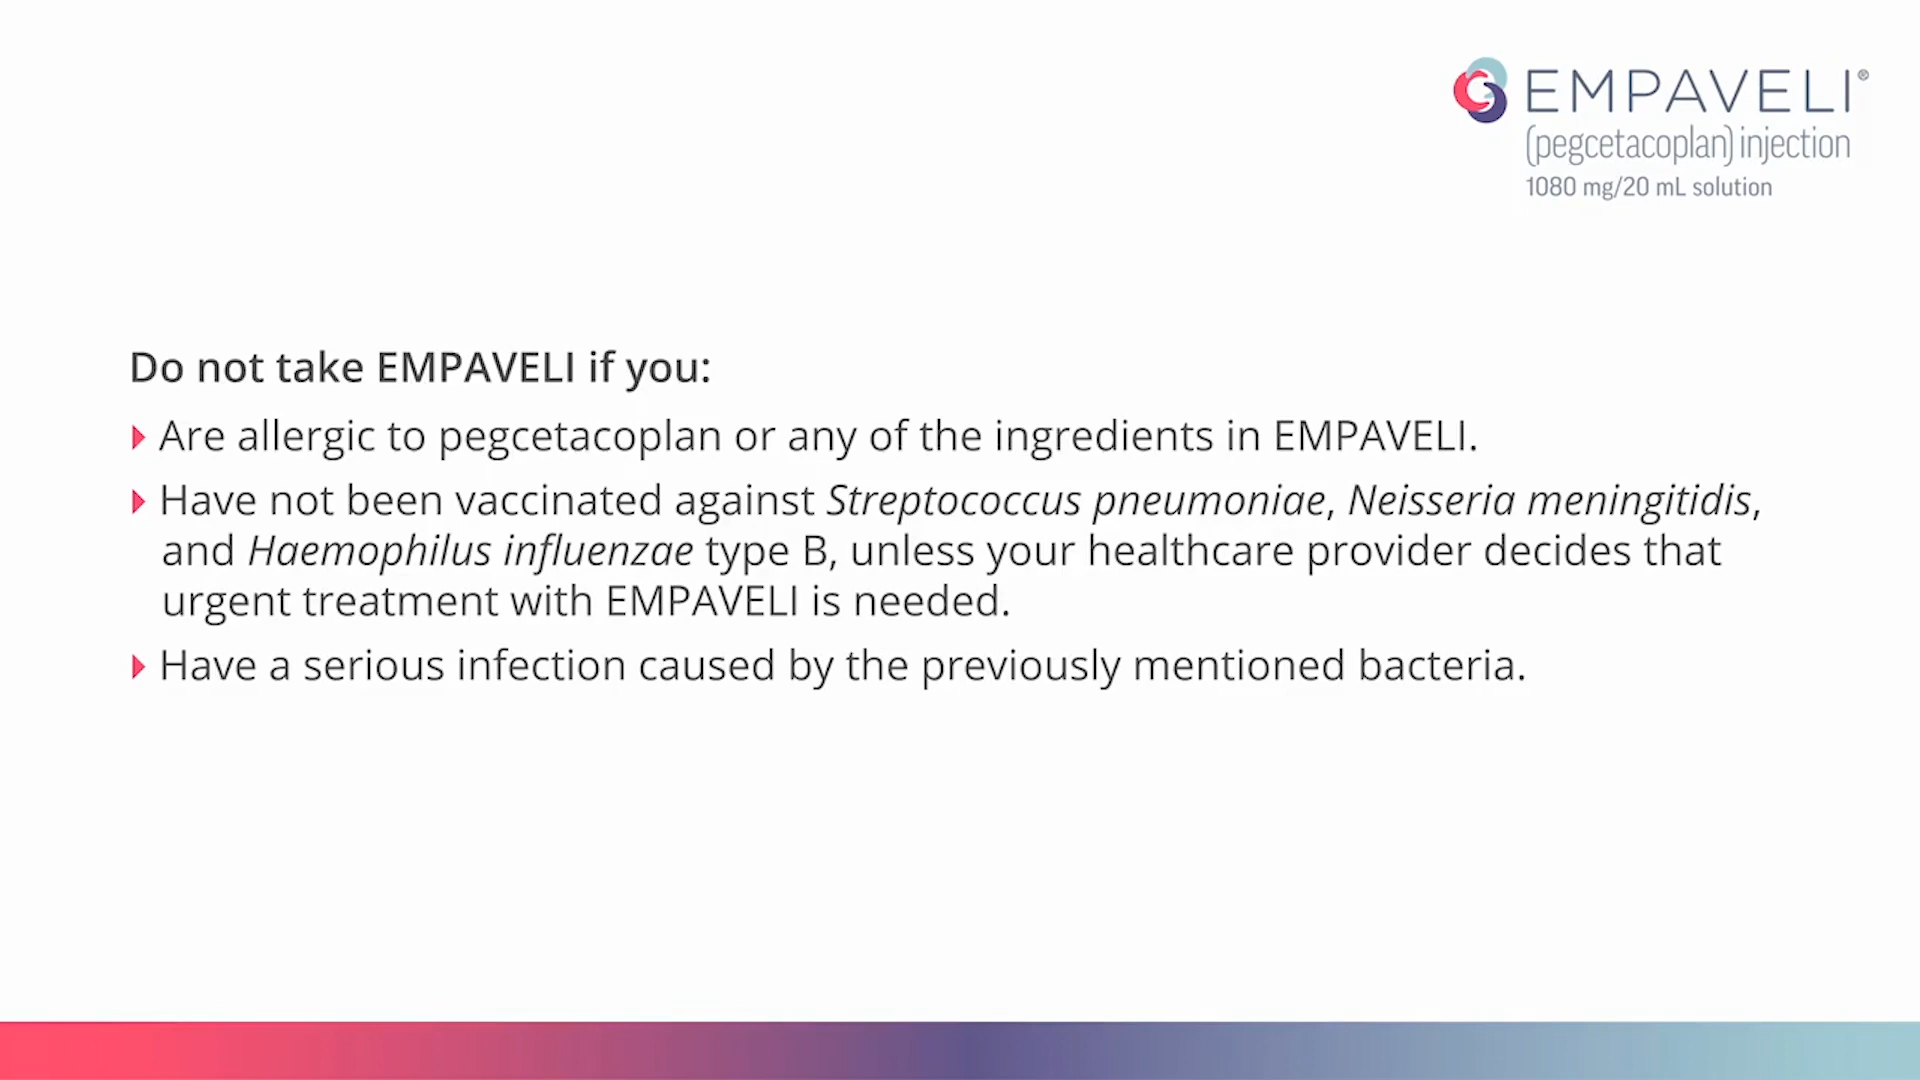 EMPAVELI®
(pegcetacoplan) injection
1080 mg/20 mL solution
Do not take EMPAVELI if you:
Are allergic to pegcetacoplan or any of the ingredients in EMPAVELI.
Have not been vaccinated against Streptococcus pneumoniae, Neisseria meningitidis,
and Haemophilus influenzae type B, unless your healthcare provider decides that
urgent treatment with EMPAVELI is needed.
Have a serious infection caused by the previously mentioned bacteria.